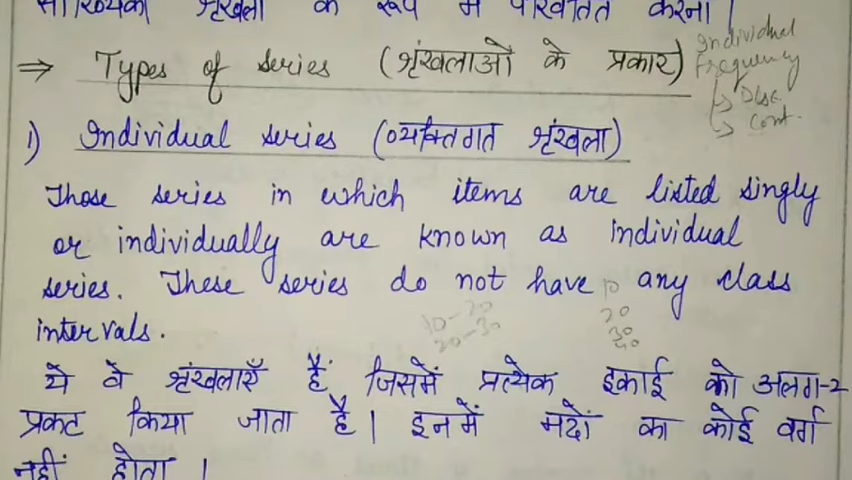 सांख्यिकी श्रृंखला के रूप में परिवर्तित करना।
⇒ Types of series (श्रृंखलाओं के प्रकार)
Individual
Frequency
↳ Disc.
↳ Cont.
1) Individual series (व्यक्तिगत श्रृंखला)
Those series in which items are listed singly
or individually are known as individual
series. These series do not have any class
intervals.
10-20
20-30
10
20
30
40
ये वे श्रृंखलाएँ हैं जिसमें प्रत्येक इकाई को अलग-2
प्रकट किया जाता है। इनमें मदों का कोई वर्ग
नहीं होता।